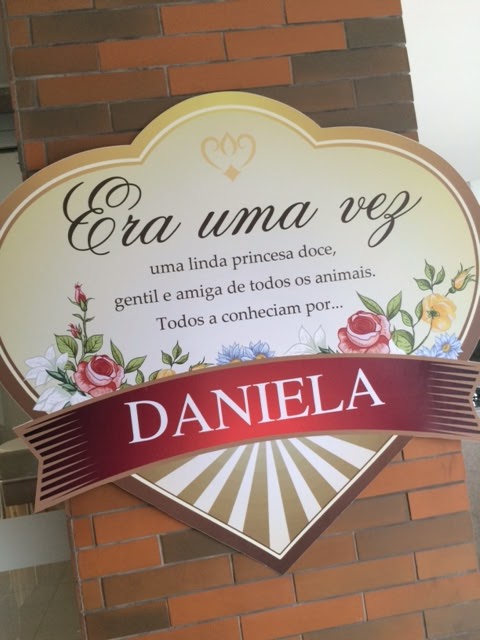 Era uma vez
uma linda princesa doce,
gentil e amiga de todos os animais.
Todos a conheciam por...
DANIELA